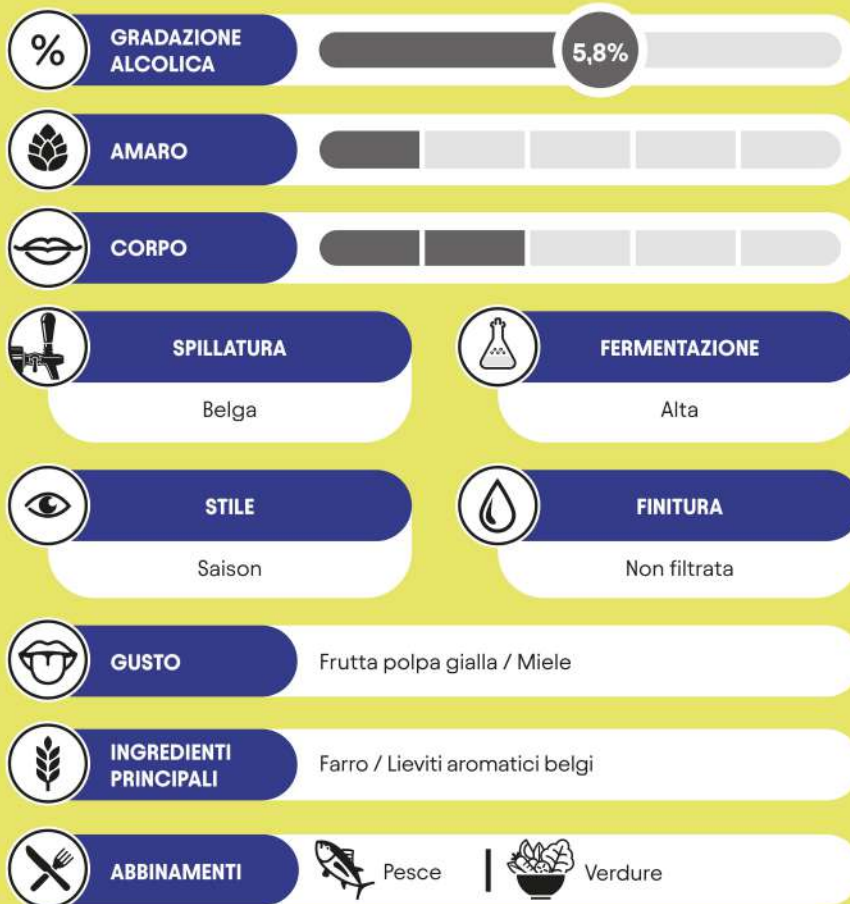 %
GRADAZIONE
ALCOLICA
5,8%
AMARO
CORPO
SPILLATURA
Belga
FERMENTAZIONE
Alta
STILE
Saison
FINITURA
Non filtrata
GUSTO
Frutta polpa gialla / Miele
INGREDIENTI
PRINCIPALI
Farro / Lieviti aromatici belgi
ABBINAMENTI
Pesce
Verdure